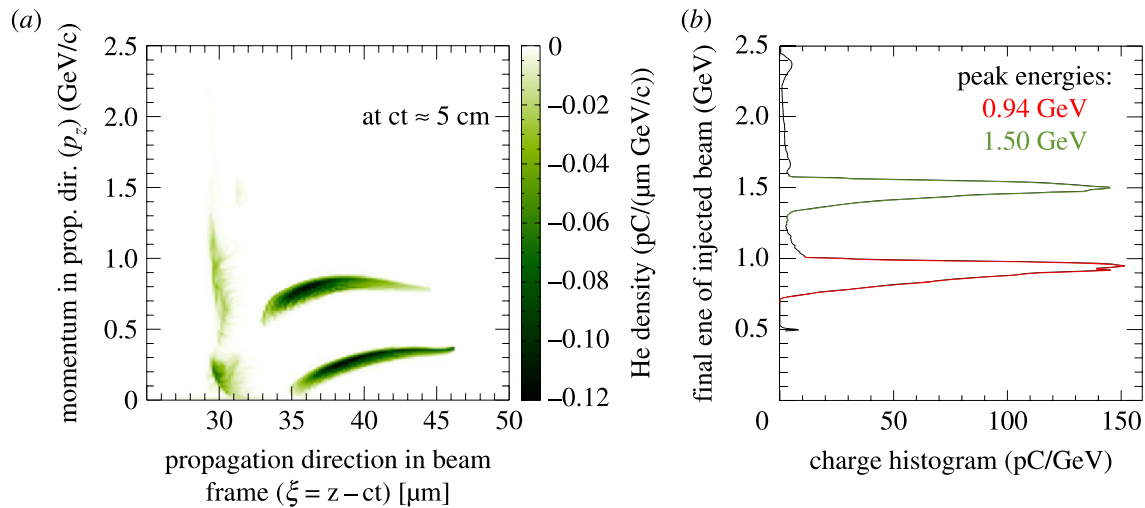 (a)
2.5
2.0
1.5
1.0
0.5
0
momentum in prop. dir. (p_z) (GeV/c)
at ct ≈ 5 cm
30
35
40
45
50
propagation direction in beam
frame (ξ = z – ct) [µm]
0
–0.02
–0.04
–0.06
–0.08
–0.10
–0.12
He density (pC/(µm GeV/c))
(b)
2.5
2.0
1.5
1.0
0.5
final ene of injected beam (GeV)
peak energies:
0.94 GeV
1.50 GeV
0
50
100
150
charge histogram (pC/GeV)